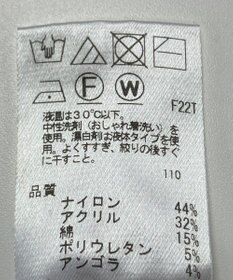 F W
F22T
液温は30℃以下。
中性洗剤(おしゃれ着洗い)を
使用。漂白剤は液体タイプを使
用。よくすすぎ、絞りの後すぐ
に干すこと。
110
品質
ナイロン 44%
アクリル 32%
綿 15%
ポリウレタン 5%
アンゴラ 4%